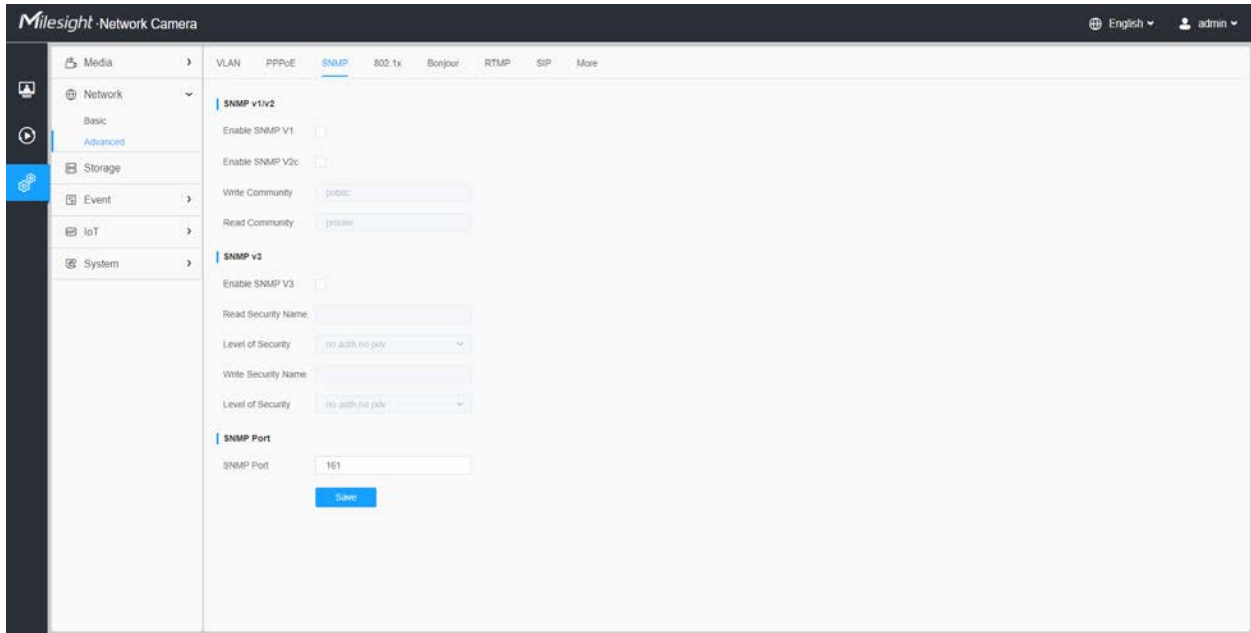 Milesight·Network Camera
English
admin
Media
Network
Basic
Advanced
Storage
Event
IoT
System
VLAN PPPoE SNMP 802.1x Bonjour RTMP SIP More
SNMP v1/v2
Enable SNMP V1
Enable SNMP V2c
Write Community public
Read Community private
SNMP v3
Enable SNMP V3
Read Security Name
Level of Security no auth,no priv
Write Security Name
Level of Security no auth,no priv
SNMP Port
SNMP Port 161
Save